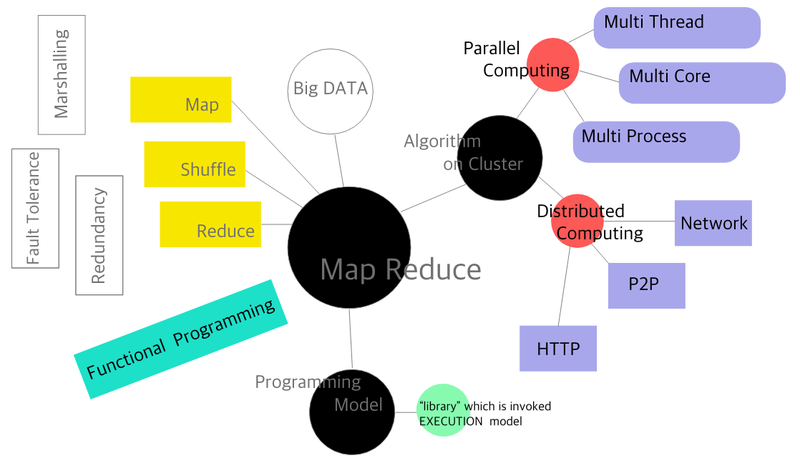 Marshalling
Fault Tolerance
Redundancy
Map
Shuffle
Reduce
Big DATA
Map Reduce
Functional Programming
Programming
Model
"library" which is invoked
EXECUTION model
Algorithm
on Cluster
Parallel
Computing
Multi Thread
Multi Core
Multi Process
Distributed
Computing
Network
P2P
HTTP